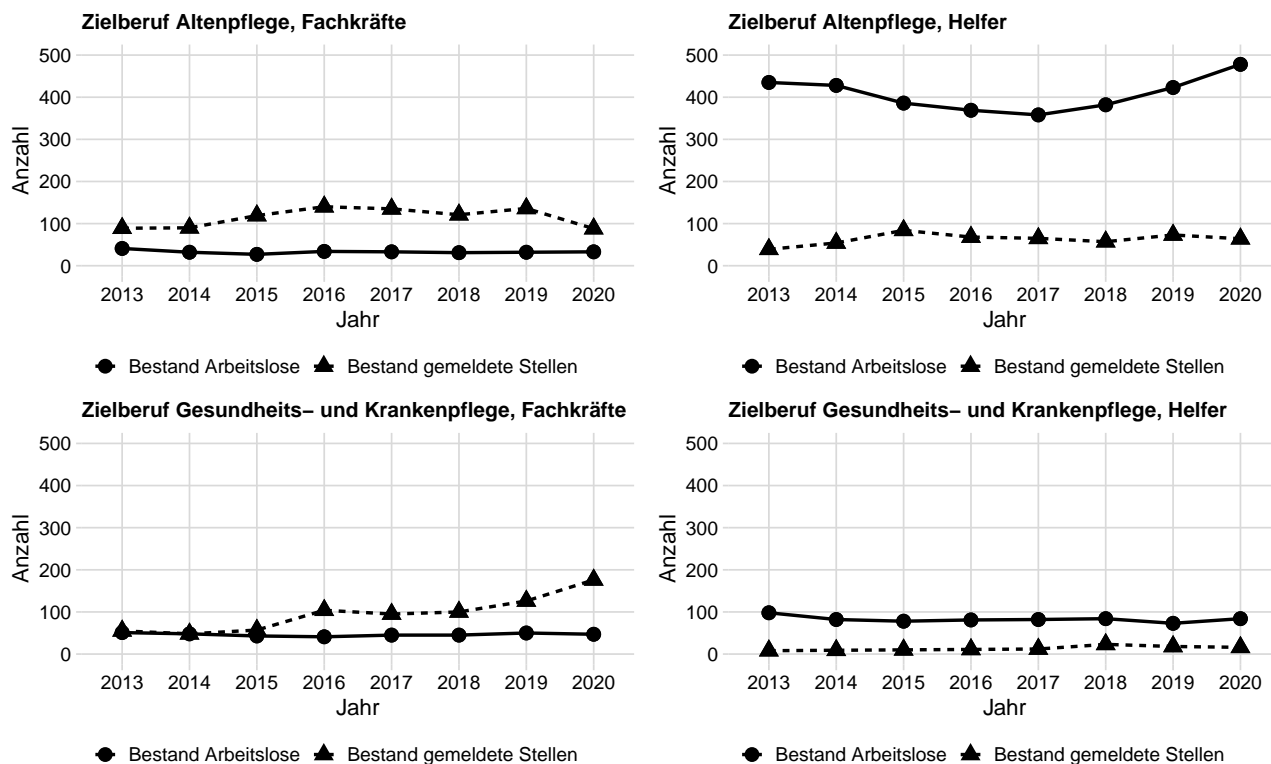 Zielberuf Altenpflege, Fachkräfte
500
400
300
200
100
0
Anzahl
2013 2014 2015 2016 2017 2018 2019 2020
Jahr
Bestand Arbeitslose Bestand gemeldete Stellen
Zielberuf Altenpflege, Helfer
500
400
300
200
100
0
Anzahl
2013 2014 2015 2016 2017 2018 2019 2020
Jahr
Bestand Arbeitslose Bestand gemeldete Stellen
Zielberuf Gesundheits– und Krankenpflege, Fachkräfte
500
400
300
200
100
0
Anzahl
2013 2014 2015 2016 2017 2018 2019 2020
Jahr
Bestand Arbeitslose Bestand gemeldete Stellen
Zielberuf Gesundheits– und Krankenpflege, Helfer
500
400
300
200
100
0
Anzahl
2013 2014 2015 2016 2017 2018 2019 2020
Jahr
Bestand Arbeitslose Bestand gemeldete Stellen